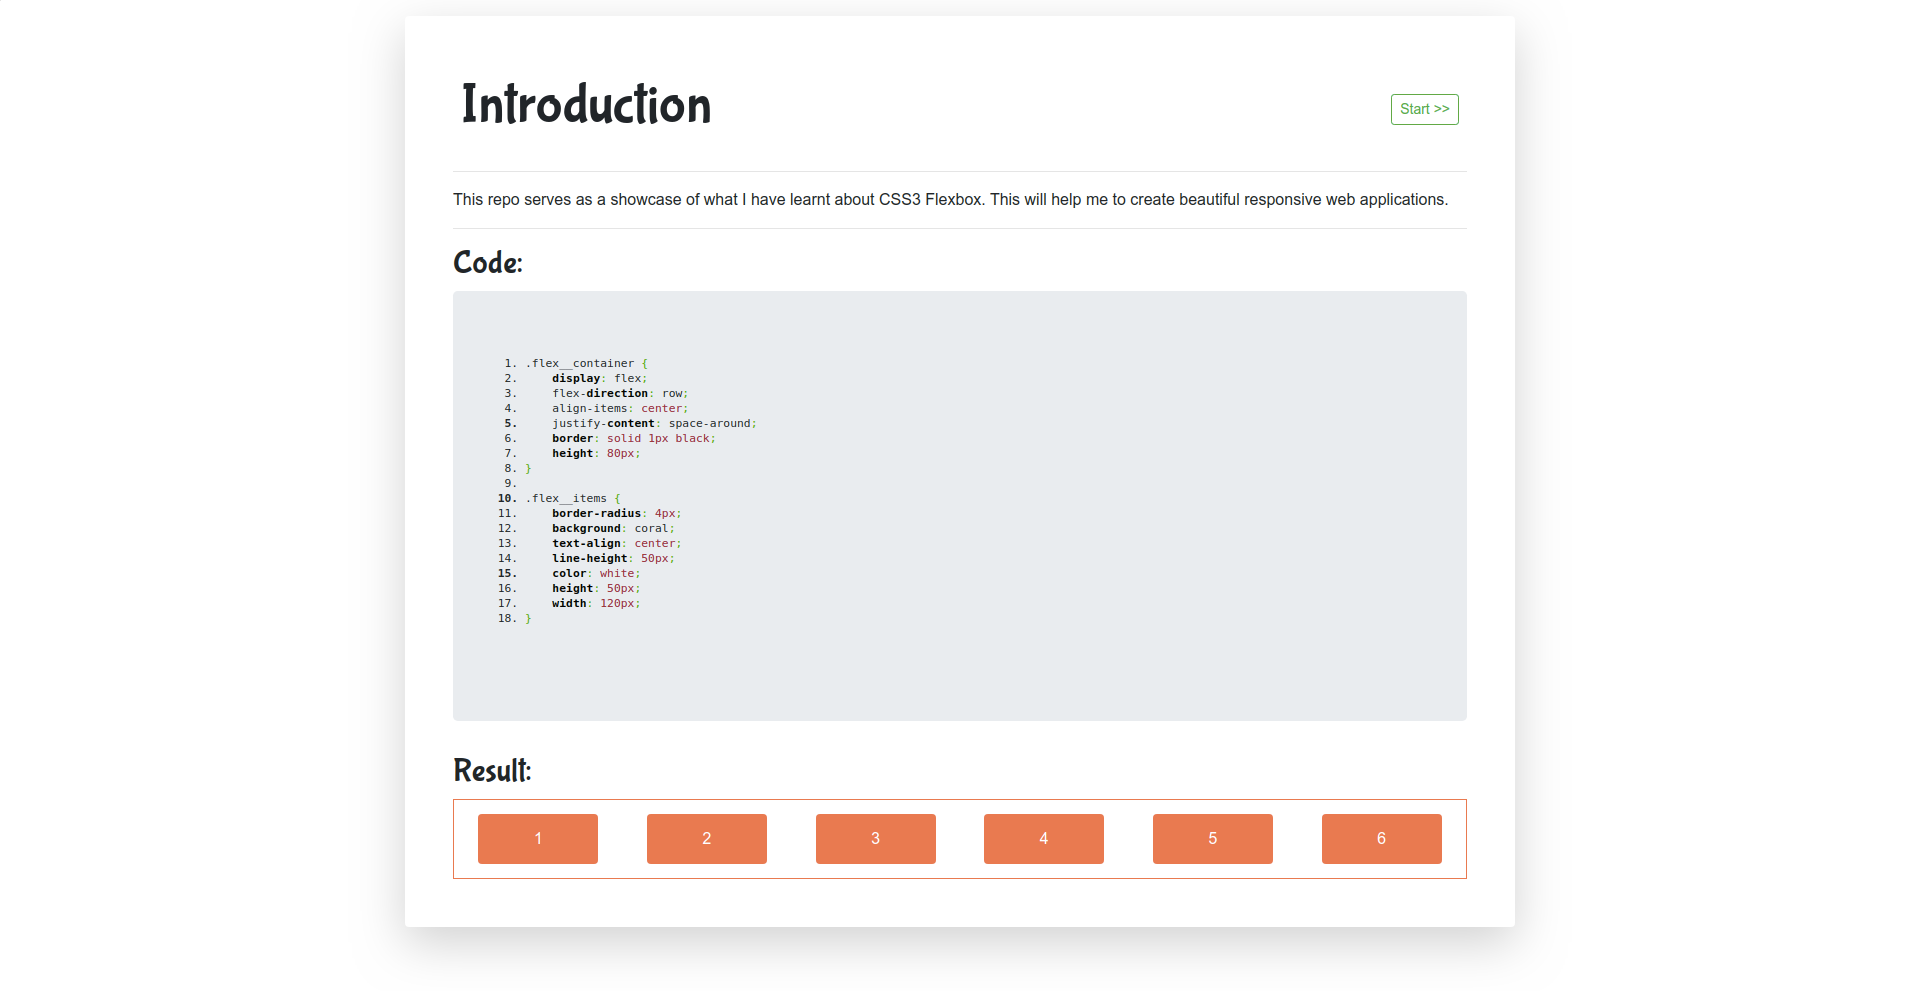 Introduction
Start >>
This repo serves as a showcase of what I have learnt about CSS3 Flexbox. This will help me to create beautiful responsive web applications.
Code:
1. .flex__container {
2.     display: flex;
3.     flex-direction: row;
4.     align-items: center;
5.     justify-content: space-around;
6.     border: solid 1px black;
7.     height: 80px;
8. }
9.
10. .flex__items {
11.     border-radius: 4px;
12.     background: coral;
13.     text-align: center;
14.     line-height: 50px;
15.     color: white;
16.     height: 50px;
17.     width: 120px;
18. }
Result:
1 2 3 4 5 6